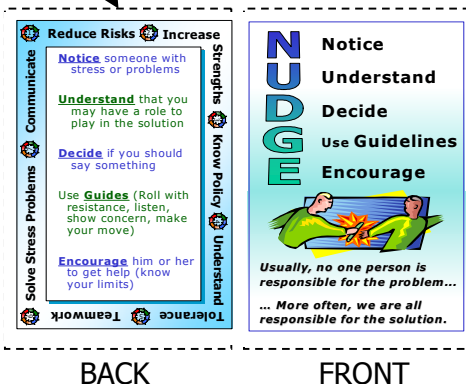 Reduce Risks
Increase
Strengths
Know Policy
Understand
Tolerance
Teamwork
Solve Stress Problems
Communicate
Notice someone with
stress or problems
Understand that you
may have a role to
play in the solution
Decide if you should
say something
Use Guides (Roll with
resistance, listen,
show concern, make
your move)
Encourage him or her
to get help (know
your limits)
BACK
N Notice
U Understand
D Decide
G Use Guidelines
E Encourage
Usually, no one person is
responsible for the problem...
... More often, we are all
responsible for the solution.
FRONT